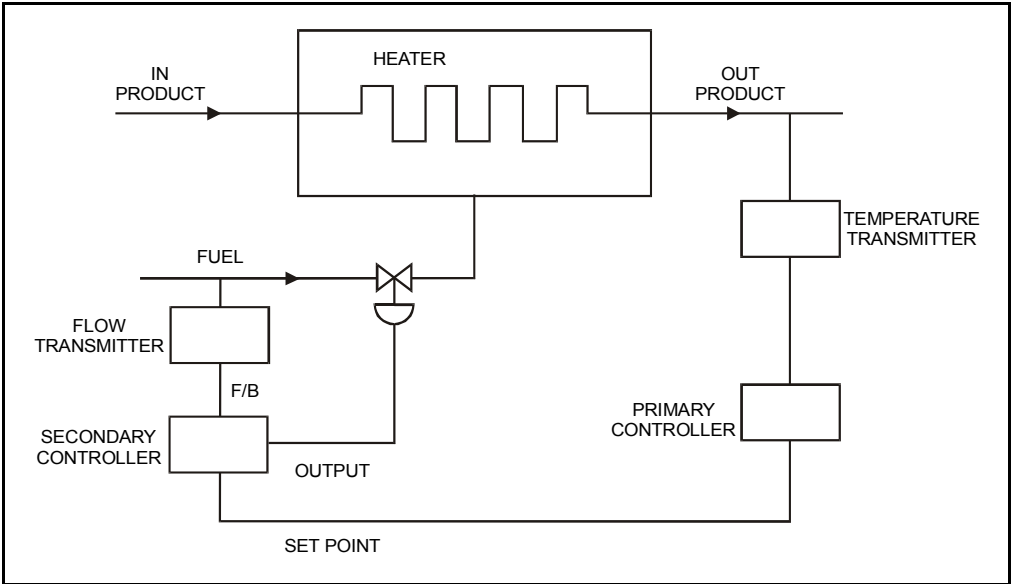 HEATER
IN
PRODUCT
OUT
PRODUCT
TEMPERATURE
TRANSMITTER
FUEL
FLOW
TRANSMITTER
F/B
PRIMARY
CONTROLLER
SECONDARY
CONTROLLER
OUTPUT
SET POINT